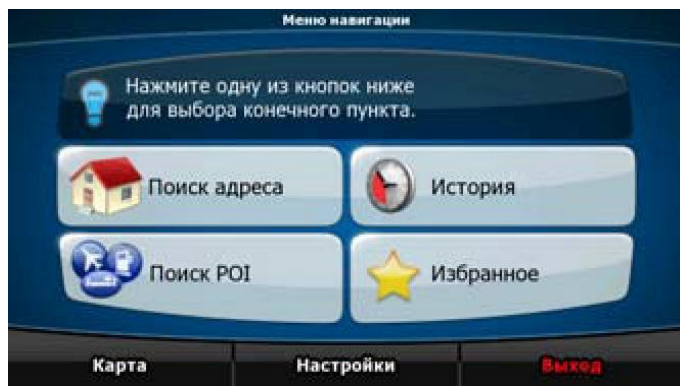 Меню навигации
Нажмите одну из кнопок ниже
для выбора конечного пункта.
Поиск адреса
История
Поиск POI
Избранное
Карта
Настройки
Выход